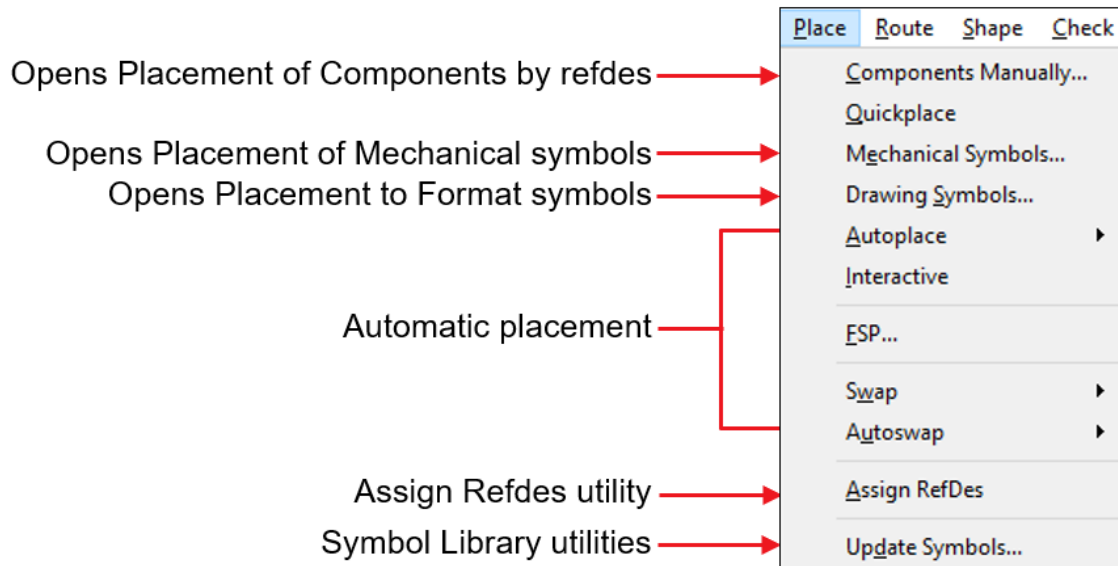 Place Route Shape Check
Opens Placement of Components by refdes
Components Manually...
Quickplace
Opens Placement of Mechanical symbols
Mechanical Symbols...
Opens Placement to Format symbols
Drawing Symbols...
Autoplace
Interactive
Automatic placement
FSP...
Swap
Autoswap
Assign Refdes utility
Assign RefDes
Symbol Library utilities
Update Symbols...